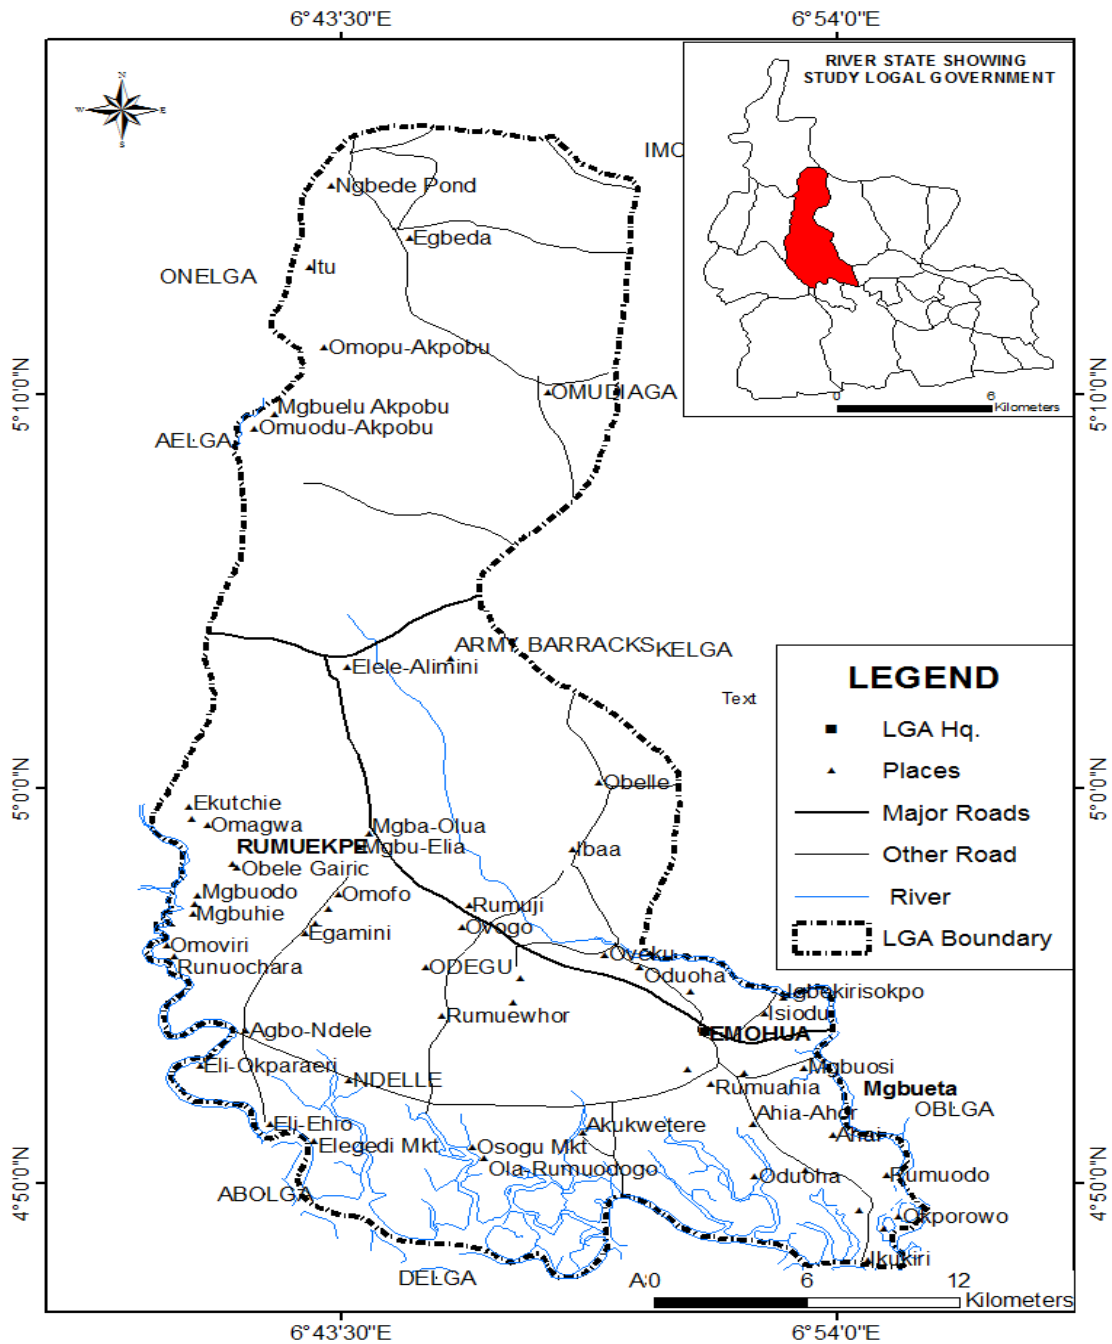 6°43'30"E
6°54'0"E
RIVER STATE SHOWING
STUDY LOGAL GOVERNMENT
N
W
E
S
IMO
Ngbede Pond
Egbeda
Itu
ONELGA
Omopu-Akpobu
OMUDIAGA
0
6
Kilometers
5°10'0"N
5°10'0"N
Mgbuelu Akpobu
Omuodu-Akpobu
AELGA
ARMY BARRACKS
KELGA
Elele-Alimini
Text
LEGEND
LGA Hq.
Places
Major Roads
Other Road
River
LGA Boundary
5°0'0"N
5°0'0"N
Obelle
Ekutchie
Omagwa
Mgba-Olua
RUMUEKPE
Mgbu-Elia
Ibaa
Obele Gairic
Mgbuodo
Omofo
Rumuji
Mgbuhie
Ovogo
Egamini
Omoviri
Oveku
Runuochara
ODEGU
Oduoha
Igbekirisokpo
Isiodu
Rumuewhor
Agbo-Ndele
EMOHUA
Eli-Okparaeri
Mgbuosi
NDELLE
Rumuahia
Mgbueta
OBLGA
Ahia-Ahor
Eli-Ehro
Akukwetere
Ahai
Elegedi Mkt
Osogu Mkt
Ola-Rumuodogo
Oduoha
Rumuodo
4°50'0"N
4°50'0"N
ABOLGA
Okporowo
Ikukiri
DELGA
A
0
6
12
Kilometers
6°43'30"E
6°54'0"E